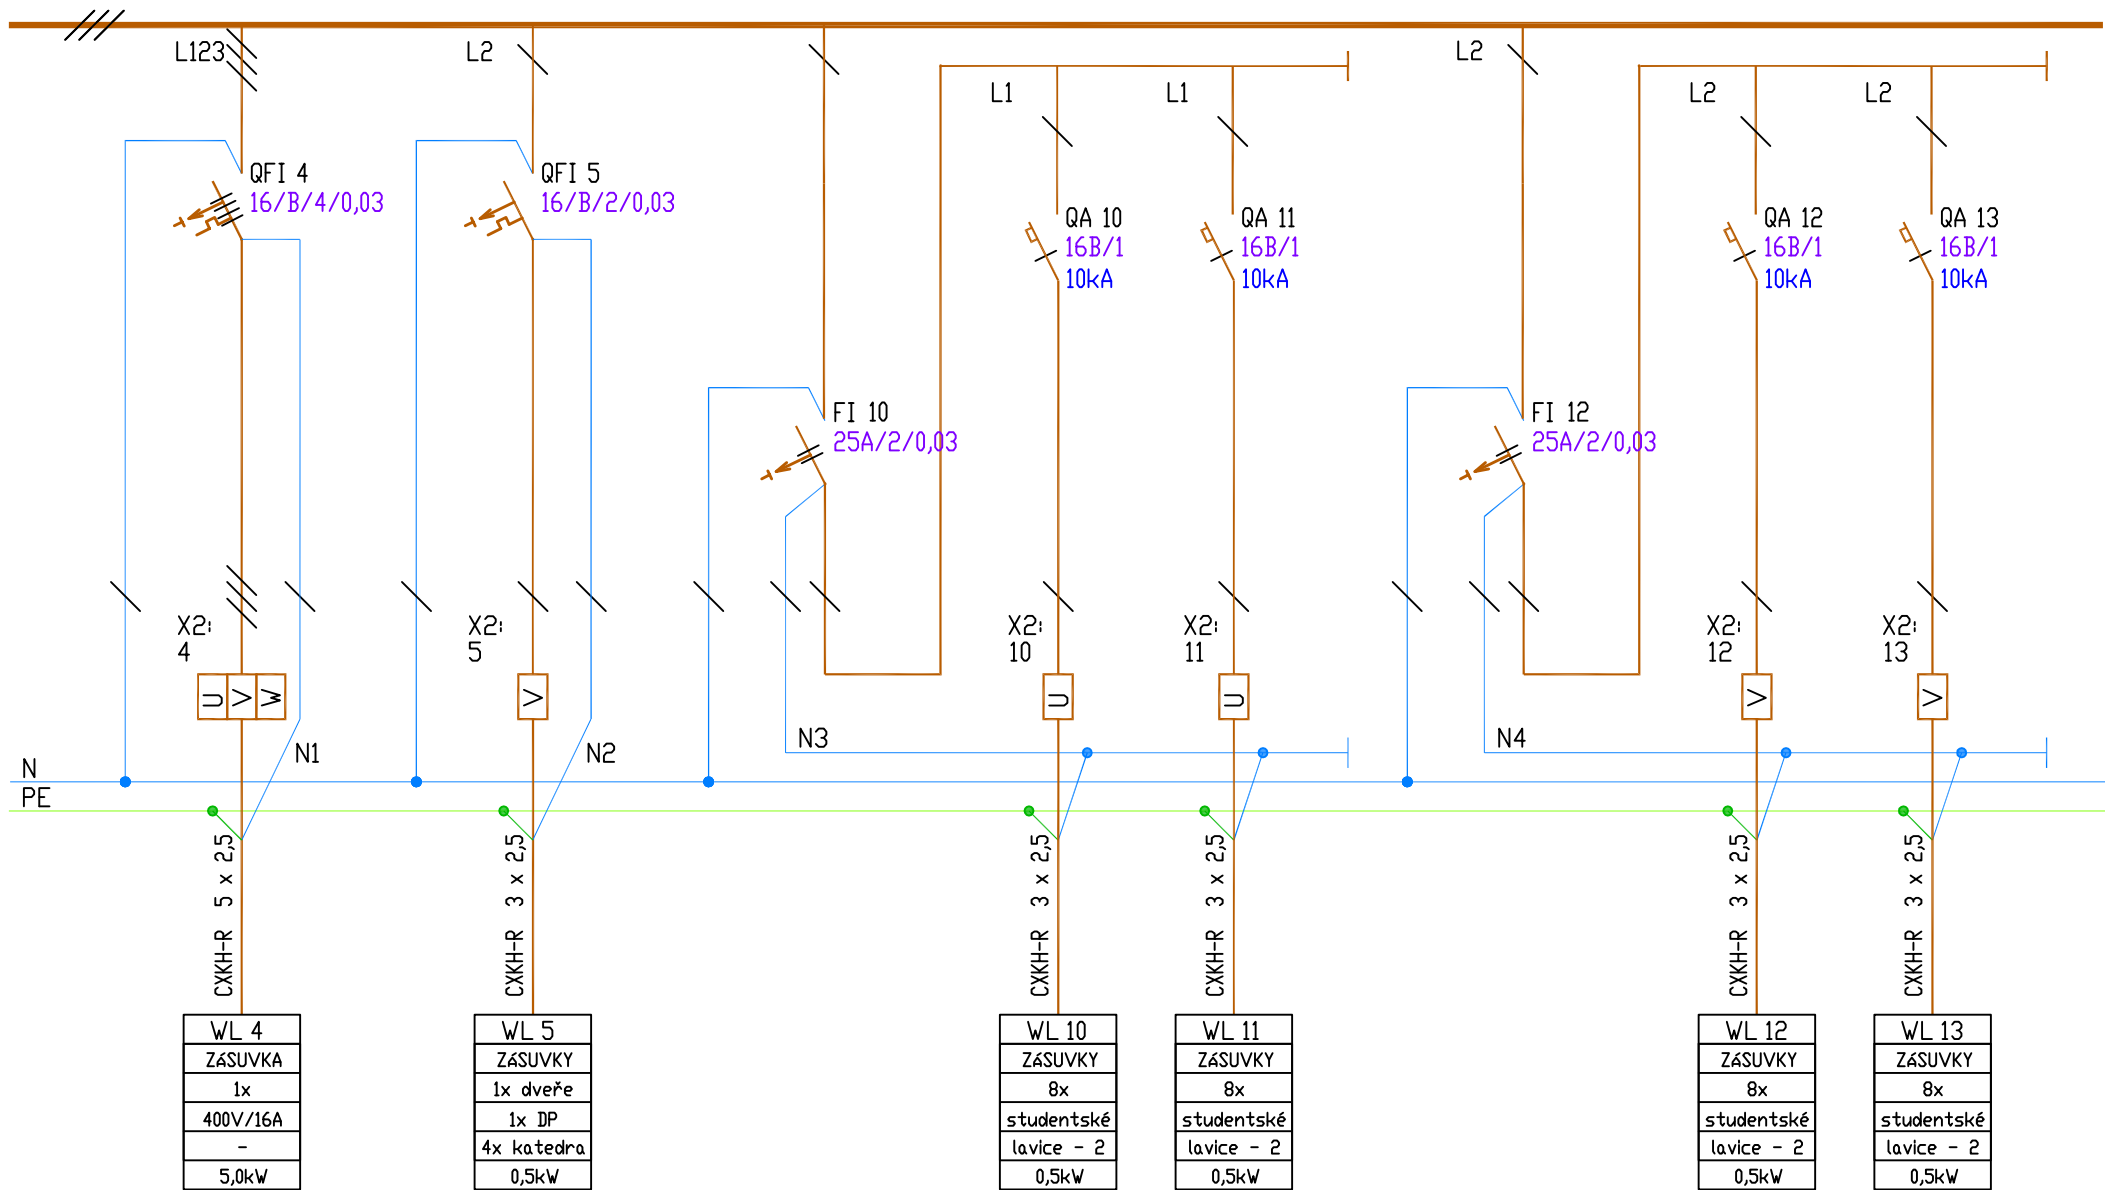 L123
L2
L2
L1
L1
L2
L2
QFI 4
16/B/4/0,03
QFI 5
16/B/2/0,03
QA 10
16B/1
10kA
QA 11
16B/1
10kA
QA 12
16B/1
10kA
QA 13
16B/1
10kA
FI 10
25A/2/0,03
FI 12
25A/2/0,03
X2:
4
X2:
5
X2:
10
X2:
11
X2:
12
X2:
13
U
V
W
V
U
U
V
V
N1
N2
N3
N4
N
PE
CXKH-R 5 x 2,5
CXKH-R 3 x 2,5
CXKH-R 3 x 2,5
CXKH-R 3 x 2,5
CXKH-R 3 x 2,5
CXKH-R 3 x 2,5
WL 4
ZÁSUVKA
1x
400V/16A
-
5,0kW
WL 5
ZÁSUVKY
1x dveře
1x DP
4x katedra
0,5kW
WL 10
ZÁSUVKY
8x
studentské
lavice - 2
0,5kW
WL 11
ZÁSUVKY
8x
studentské
lavice - 2
0,5kW
WL 12
ZÁSUVKY
8x
studentské
lavice - 2
0,5kW
WL 13
ZÁSUVKY
8x
studentské
lavice - 2
0,5kW